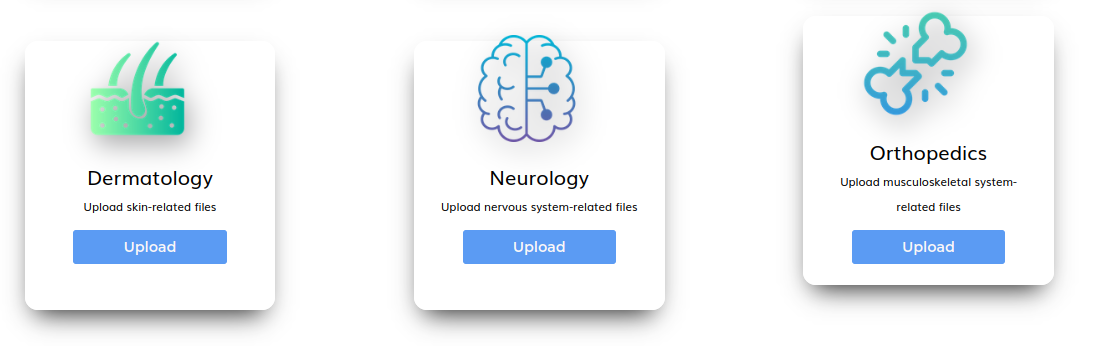 Dermatology
Upload skin-related files
Upload
Neurology
Upload nervous system-related files
Upload
Orthopedics
Upload musculoskeletal system-
related files
Upload